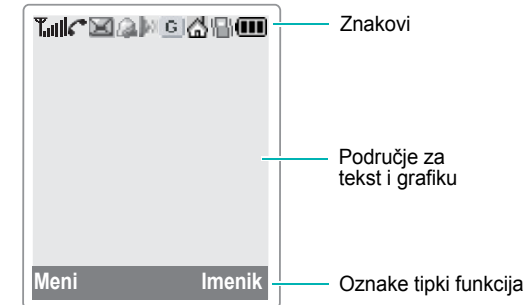 G
Znakovi
Područje za
tekst i grafiku
Meni Imenik
Oznake tipki funkcija